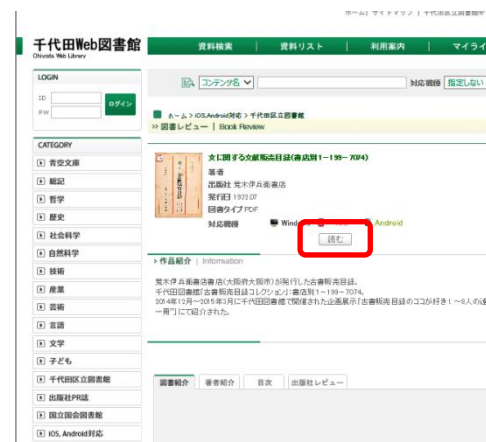 ホーム| サイトマップ | 千代田区立図書館
千代田Web図書館
Chiyoda Web Library
資料検索 | 資料リスト | 利用案内 | マイライ
LOGIN
ID
PW
ログイン
コンテンツ名
対応機種 指定しない
ホーム > iOS,Android対応 > 千代田区立図書館
>> 図書レビュー | Book Review
CATEGORY
青空文庫
総記
哲学
歴史
社会科学
自然科学
技術
産業
芸術
言語
文学
子ども
千代田区立図書館
出版社PR誌
国立国会図書館
iOS, Android対応
女に関する文献販売目録(書店別1-199-7074)
著者
出版社 荒木伊兵衛書店
発行日 1932.07
図書タイプ PDF
対応機種 Windows Android
読む
> 作品紹介 | Information
荒木伊兵衛書店書店(大阪府大阪市)が発行した古書販売目録。
千代田図書館「古書販売目録コレクション」:書店別1-199-7074。
2014年12月~2015年2月に千代田図書館で開催された企画展示「古書販売目録のココが好き!~8人の達
一冊"」にて紹介された。
図書紹介 著者紹介 目次 出版社レビュー